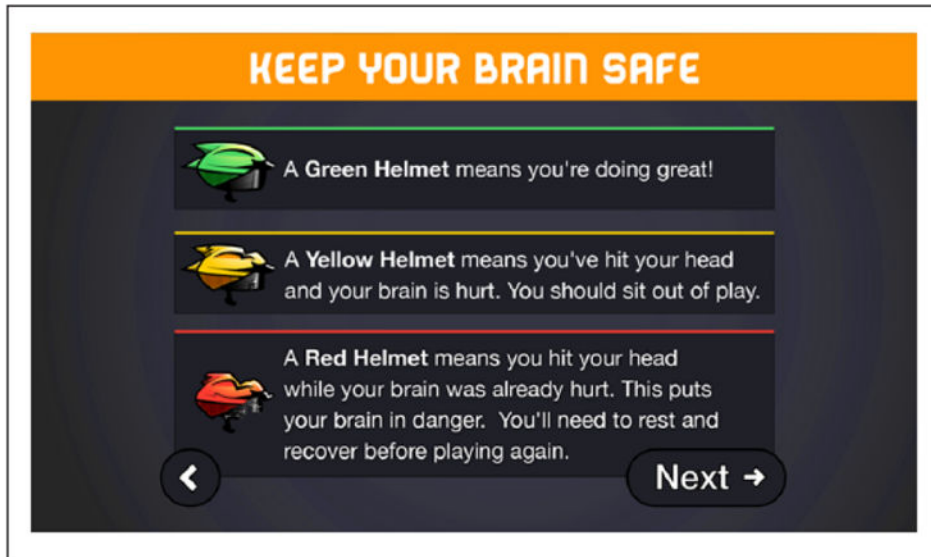 KEEP YOUR BRAIN SAFE
A Green Helmet means you're doing great!
A Yellow Helmet means you've hit your head
and your brain is hurt. You should sit out of play.
A Red Helmet means you hit your head
while your brain was already hurt. This puts
your brain in danger.  You'll need to rest and
recover before playing again.
Next